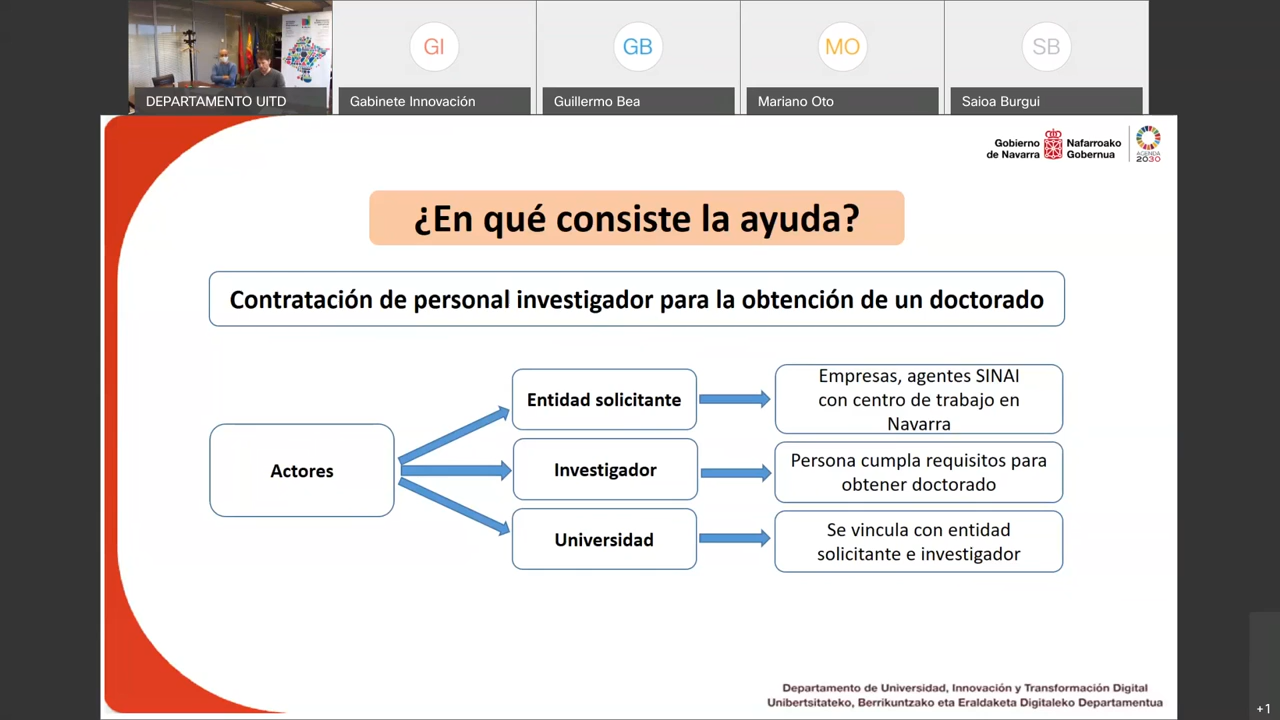 GI
GB
MO
SB
DEPARTAMENTO UITD
Gabinete Innovación
Guillermo Bea
Mariano Oto
Saioa Burgui
Gobierno
de Navarra
Nafarroako
Gobernua
AGENDA
2030
¿En qué consiste la ayuda?
Contratación de personal investigador para la obtención de un doctorado
Actores
Entidad solicitante
Empresas, agentes SINAI
con centro de trabajo en
Navarra
Investigador
Persona cumpla requisitos para
obtener doctorado
Universidad
Se vincula con entidad
solicitante e investigador
Departamento de Universidad, Innovación y Transformación Digital
Unibertsitateko, Berrikuntzako eta Eraldaketa Digitaleko Departamentua
+1